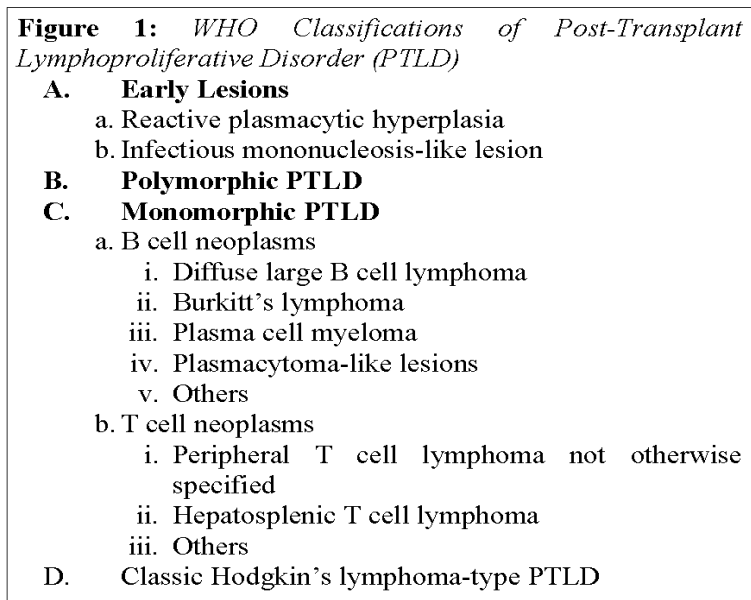 Figure 1: WHO Classifications of Post-Transplant
Lymphoproliferative Disorder (PTLD)
A. Early Lesions
a. Reactive plasmacytic hyperplasia
b. Infectious mononucleosis-like lesion
B. Polymorphic PTLD
C. Monomorphic PTLD
a. B cell neoplasms
i. Diffuse large B cell lymphoma
ii. Burkitt's lymphoma
iii. Plasma cell myeloma
iv. Plasmacytoma-like lesions
v. Others
b. T cell neoplasms
i. Peripheral T cell lymphoma not otherwise
specified
ii. Hepatosplenic T cell lymphoma
iii. Others
D. Classic Hodgkin's lymphoma-type PTLD